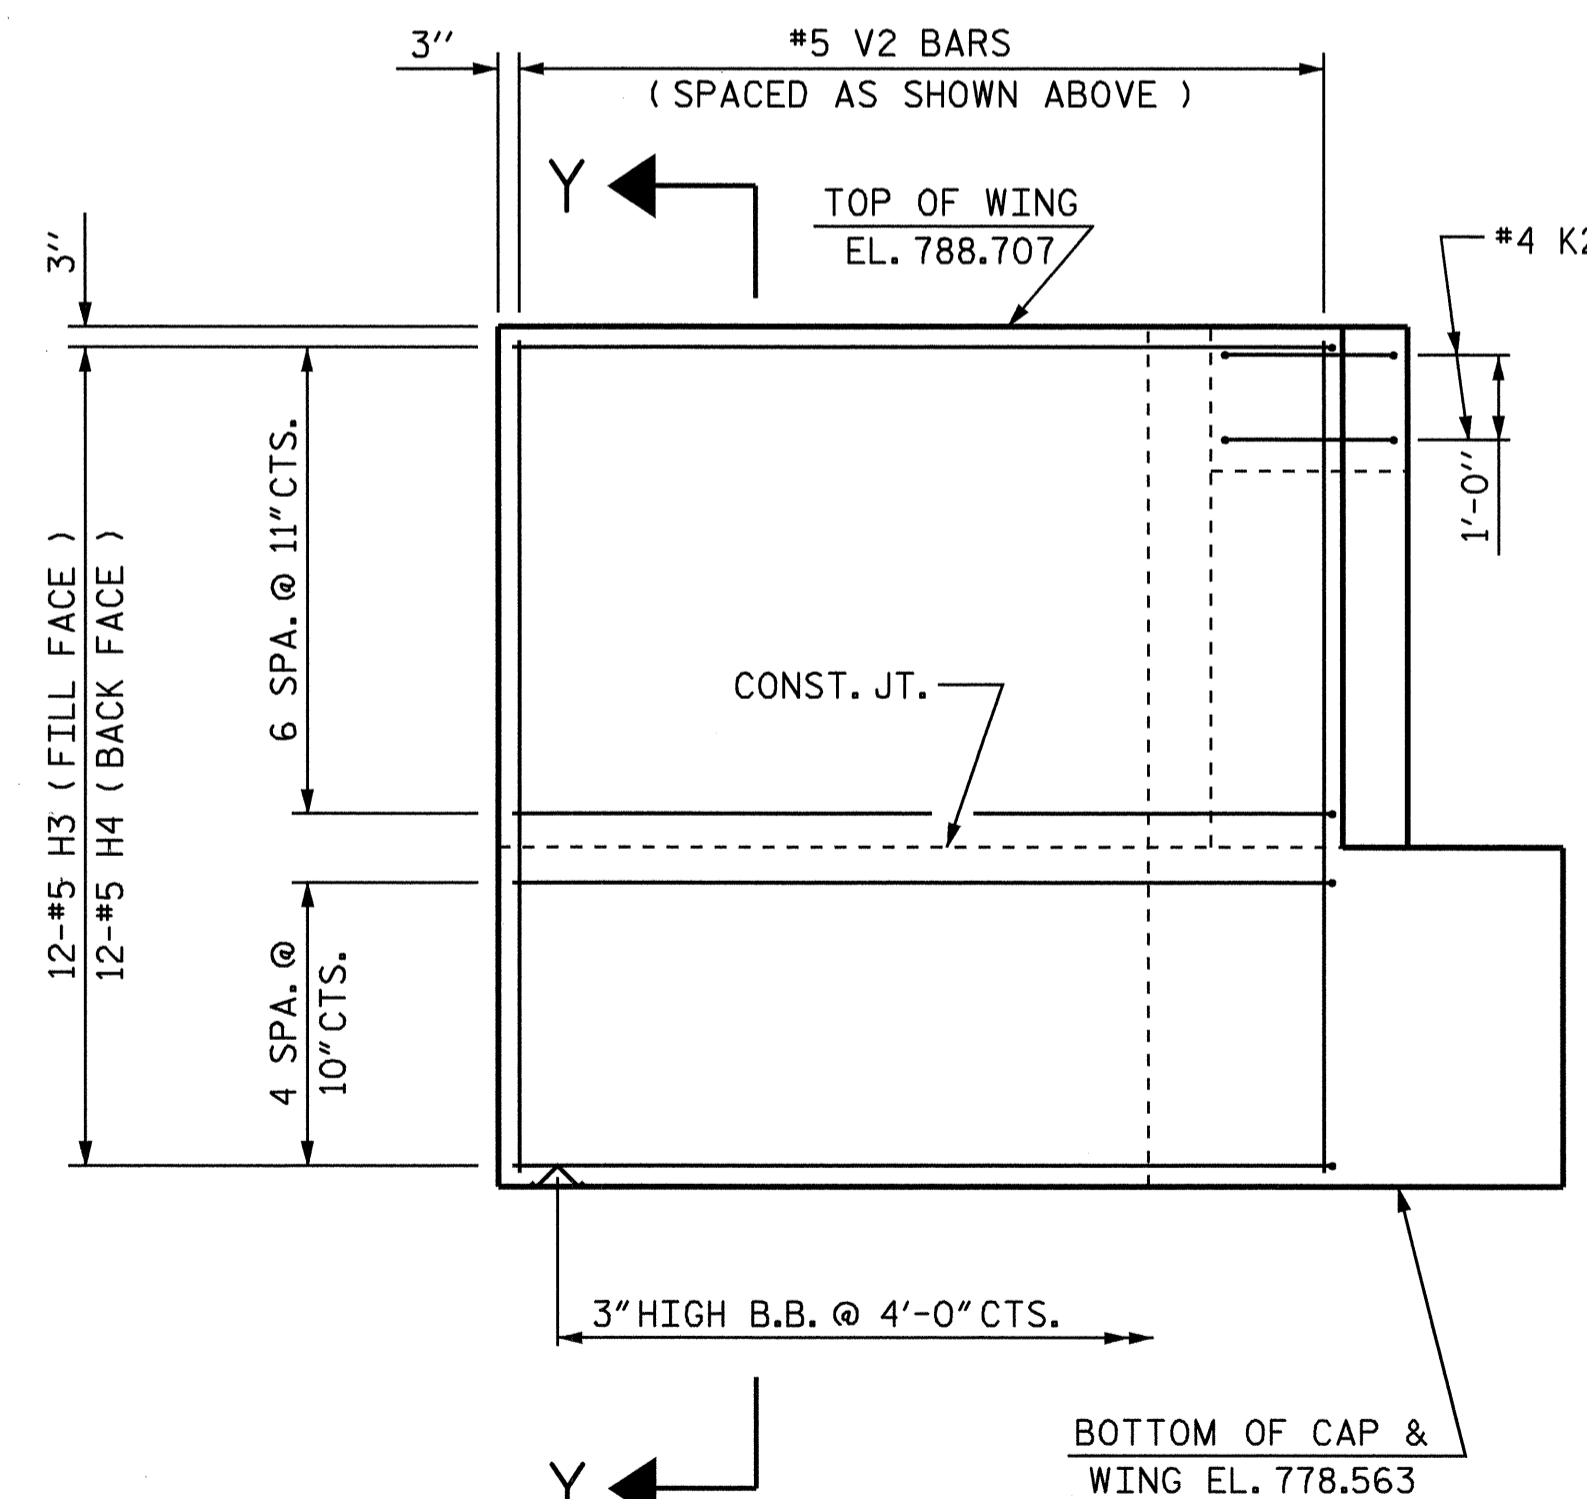 3"
#5 V2 BARS
( SPACED AS SHOWN ABOVE )
Y
TOP OF WING
EL. 788.707
#4 K2
3"
1'-0"
6 SPA. @ 11" CTS.
12-#5 H3 ( FILL FACE )
12-#5 H4 ( BACK FACE )
CONST. JT.
4 SPA. @
10" CTS.
3" HIGH B.B. @ 4'-0" CTS.
Y
BOTTOM OF CAP &
WING EL. 778.563